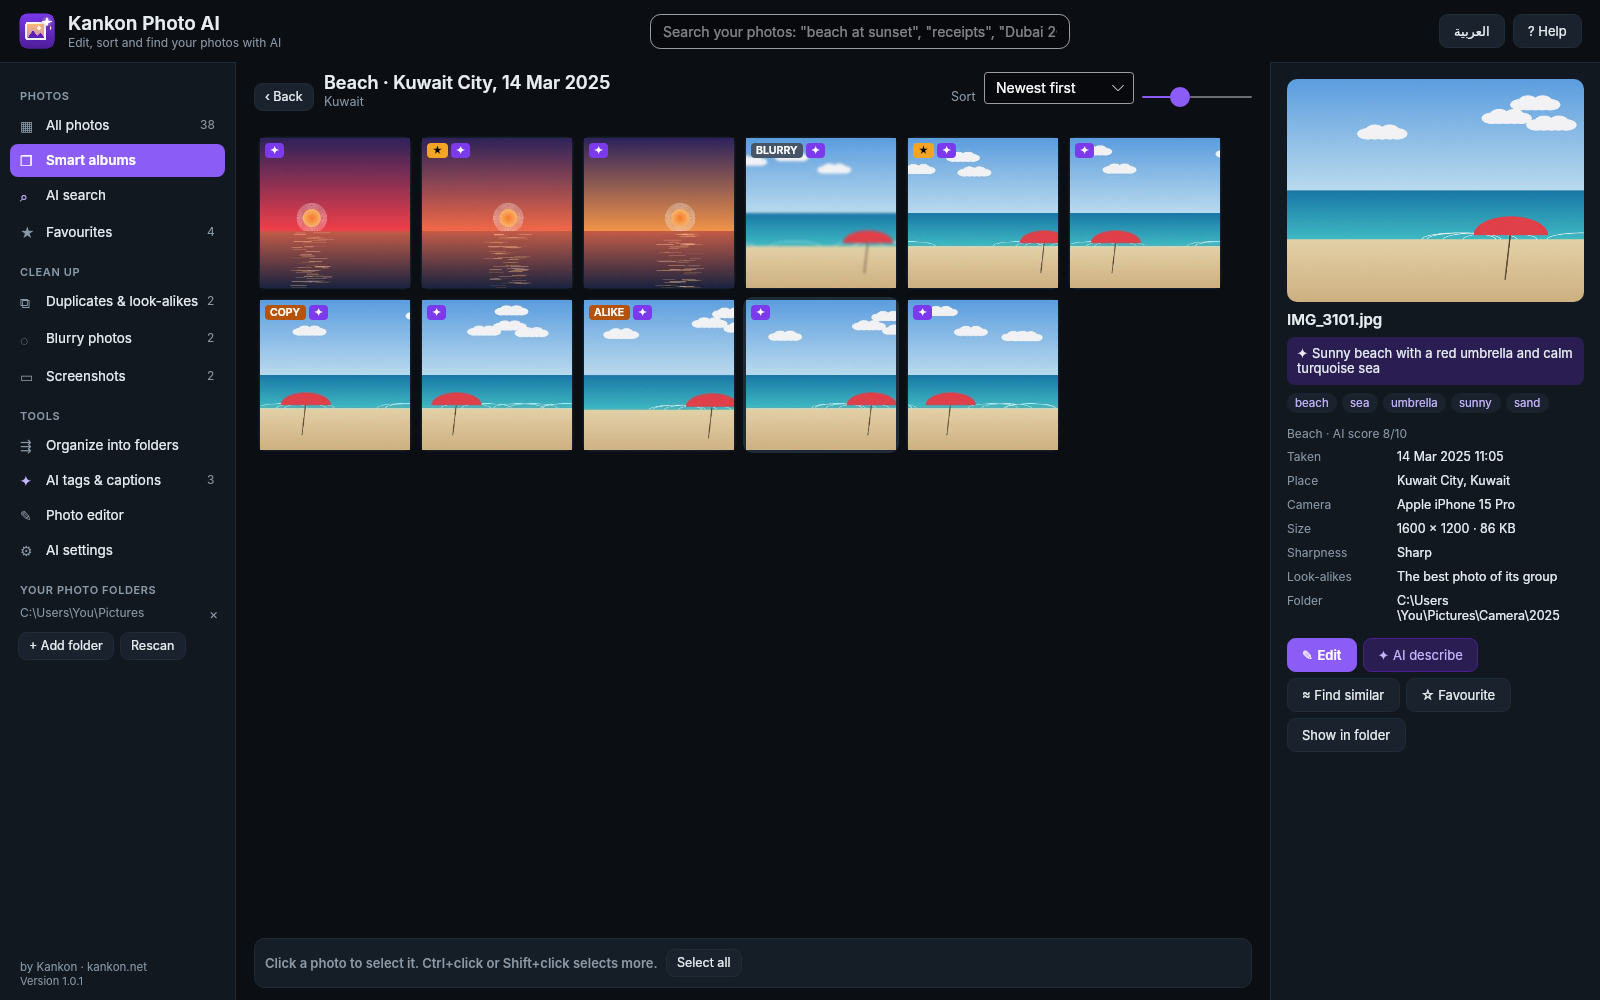 Kankon Photo AI
Edit, sort and find your photos with AI
Search your photos: "beach at sunset", "receipts", "Dubai 2
العربية
? Help
PHOTOS
All photos 38
Smart albums
AI search
Favourites 4
CLEAN UP
Duplicates & look-alikes 2
Blurry photos 2
Screenshots 2
TOOLS
Organize into folders
AI tags & captions 3
Photo editor
AI settings
YOUR PHOTO FOLDERS
C:\Users\You\Pictures ×
+ Add folder
Rescan
by Kankon · kankon.net
Version 1.0.1
‹ Back
Beach · Kuwait City, 14 Mar 2025
Kuwait
Sort
Newest first
BLURRY
COPY
ALIKE
Click a photo to select it. Ctrl+click or Shift+click selects more.
Select all
IMG_3101.jpg
✦ Sunny beach with a red umbrella and calm
turquoise sea
beach sea umbrella sunny sand
Beach · AI score 8/10
Taken 14 Mar 2025 11:05
Place Kuwait City, Kuwait
Camera Apple iPhone 15 Pro
Size 1600 × 1200 · 86 KB
Sharpness Sharp
Look-alikes The best photo of its group
Folder C:\Users
\You\Pictures\Camera\2025
✎ Edit
✦ AI describe
≈ Find similar
☆ Favourite
Show in folder